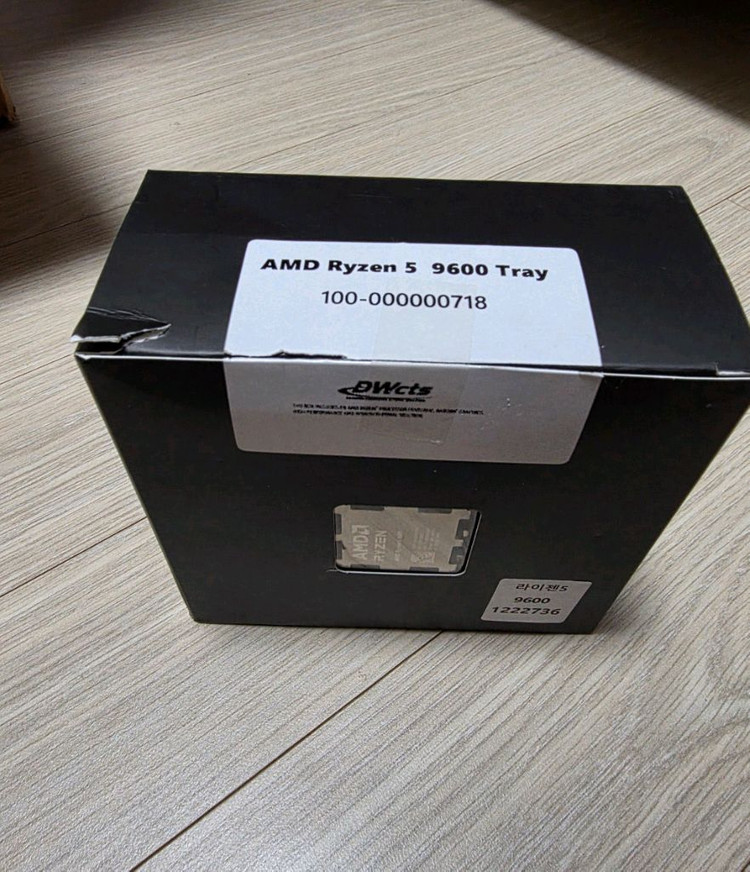 AMD Ryzen 5 9600 Tray
100-000000718
DWcts
AMD
RYZEN
라이젠5
9600
1222736